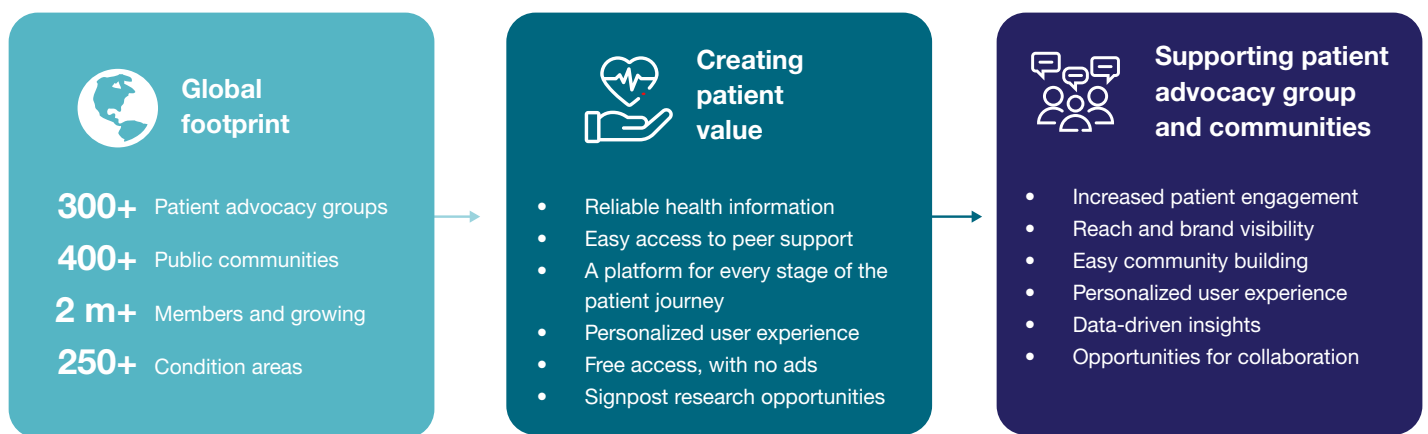 Global
footprint
300+ Patient advocacy groups
400+ Public communities
2 m+ Members and growing
250+ Condition areas
Creating
patient
value
• Reliable health information
• Easy access to peer support
• A platform for every stage of the
patient journey
• Personalized user experience
• Free access, with no ads
• Signpost research opportunities
Supporting patient
advocacy group
and communities
• Increased patient engagement
• Reach and brand visibility
• Easy community building
• Personalized user experience
• Data-driven insights
• Opportunities for collaboration